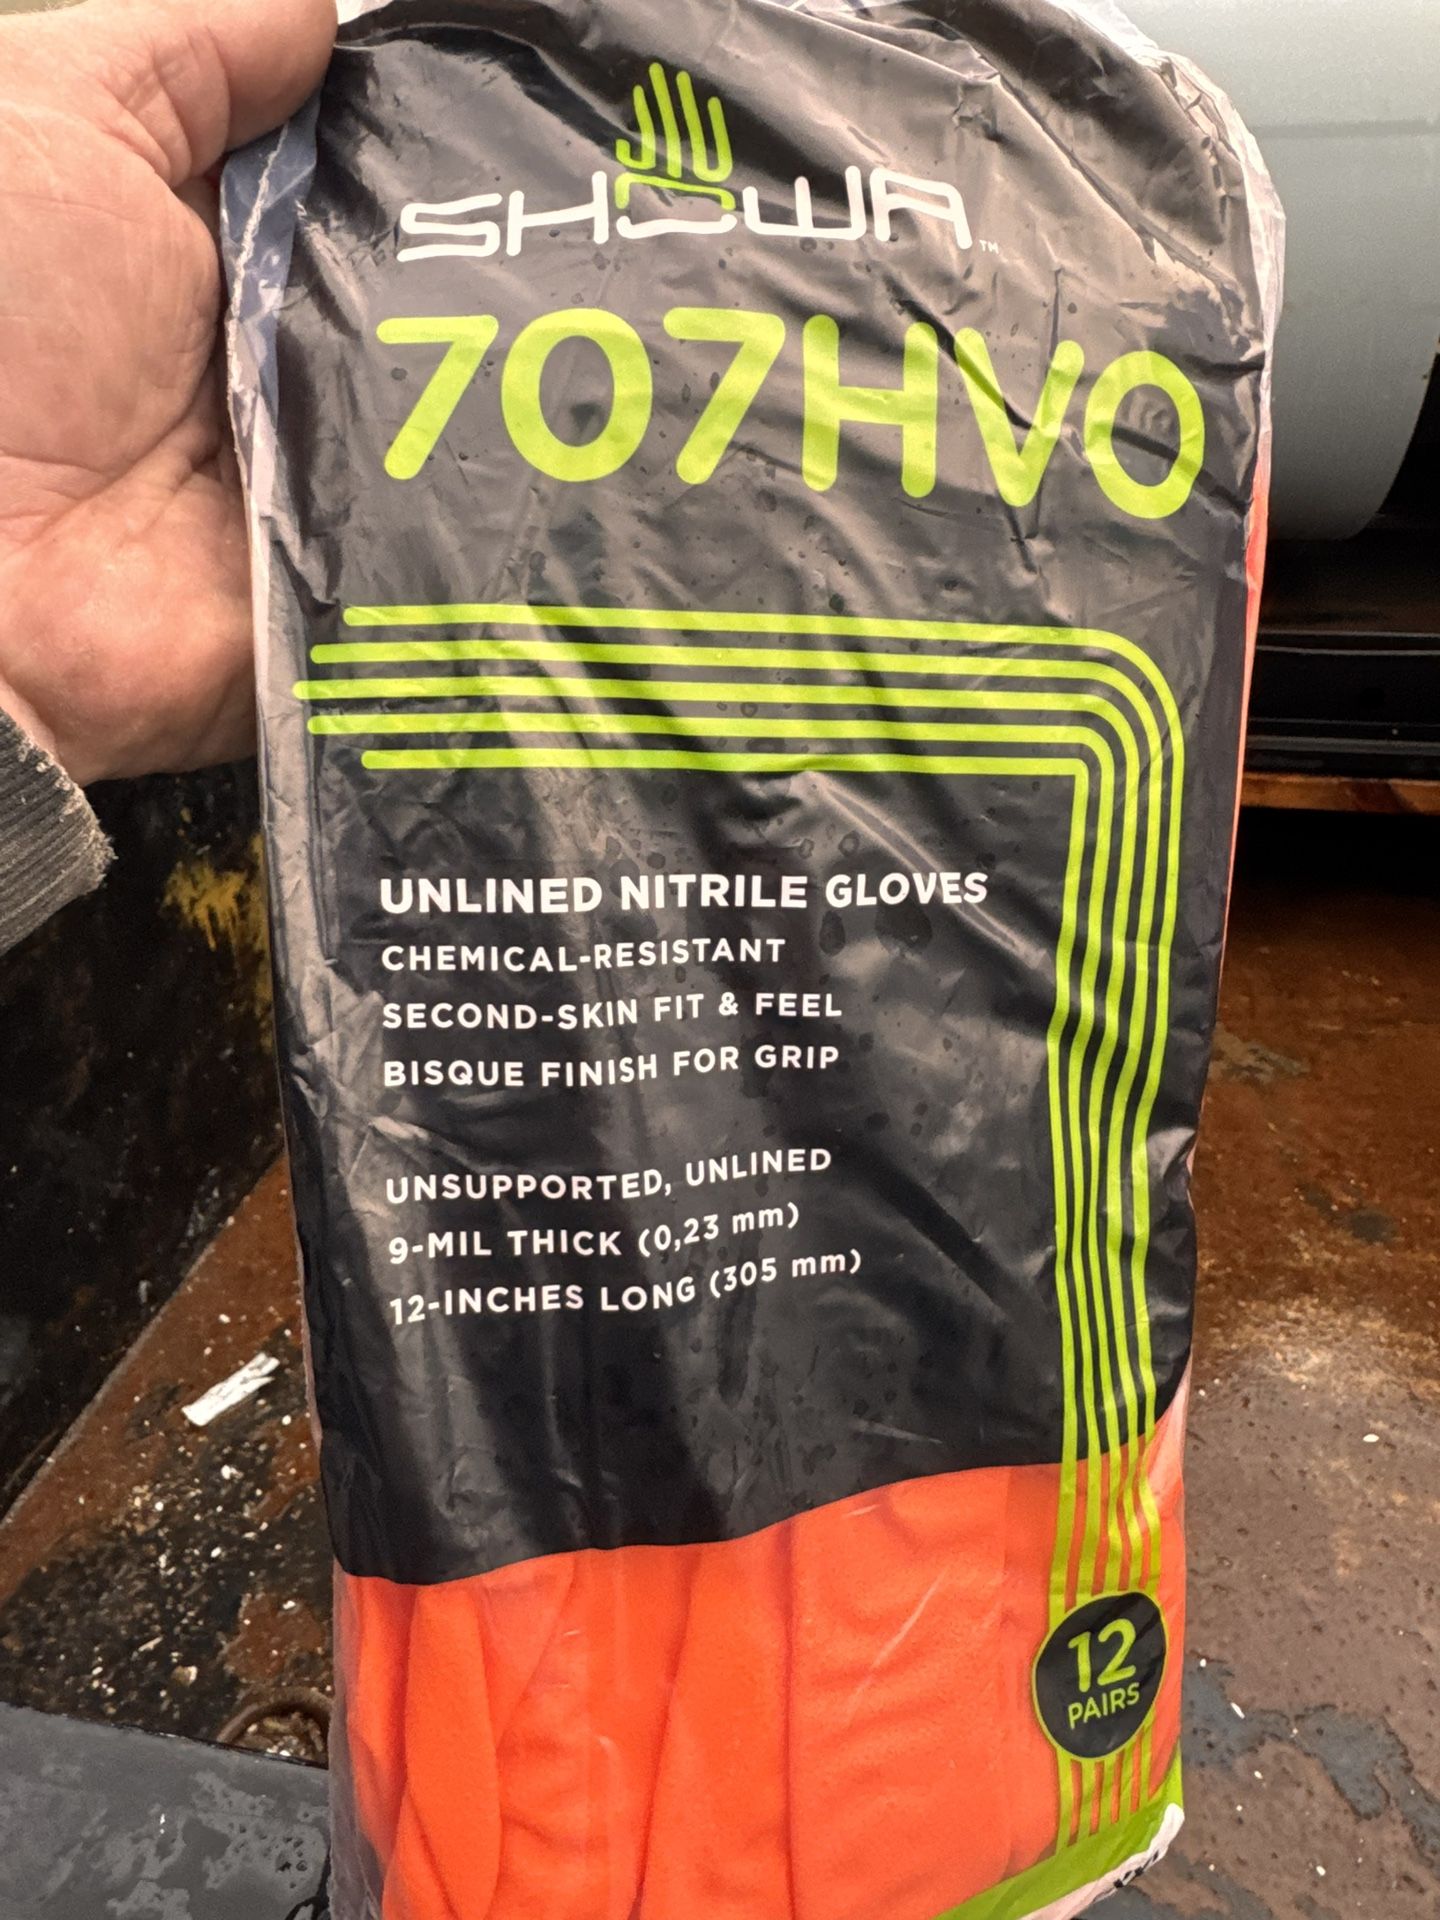 SHOWA™
707HVO
UNLINED NITRILE GLOVES
CHEMICAL-RESISTANT
SECOND-SKIN FIT & FEEL
BISQUE FINISH FOR GRIP
UNSUPPORTED, UNLINED
9-MIL THICK (0,23 mm)
12-INCHES LONG (305 mm)
12
PAIRS